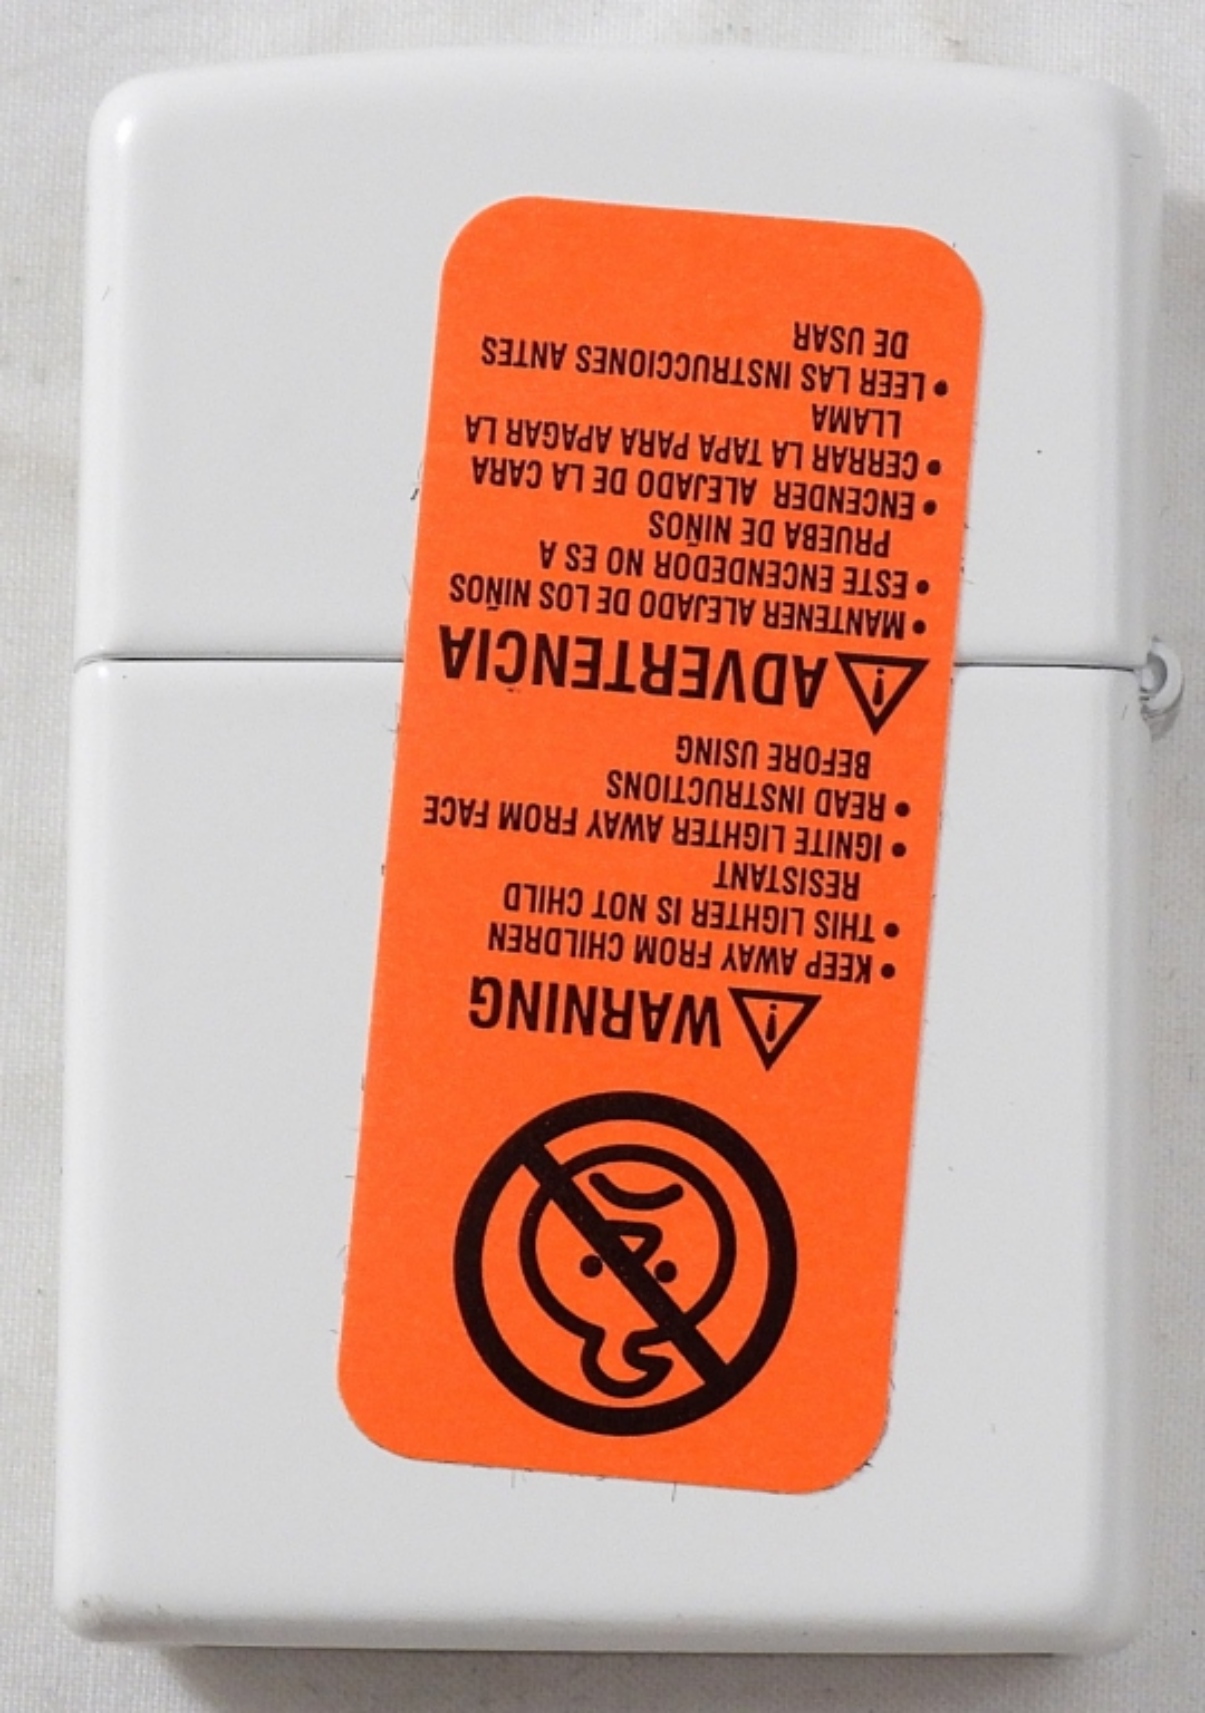 WARNING
• KEEP AWAY FROM CHILDREN
• THIS LIGHTER IS NOT CHILD
RESISTANT
• IGNITE LIGHTER AWAY FROM FACE
• READ INSTRUCTIONS
BEFORE USING
ADVERTENCIA
• MANTENER ALEJADO DE LOS NIÑOS
• ESTE ENCENDEDOR NO ES A
PRUEBA DE NIÑOS
• ENCENDER ALEJADO DE LA CARA
• CERRAR LA TAPA PARA APAGAR LA
LLAMA
• LEER LAS INSTRUCCIONES ANTES
DE USAR